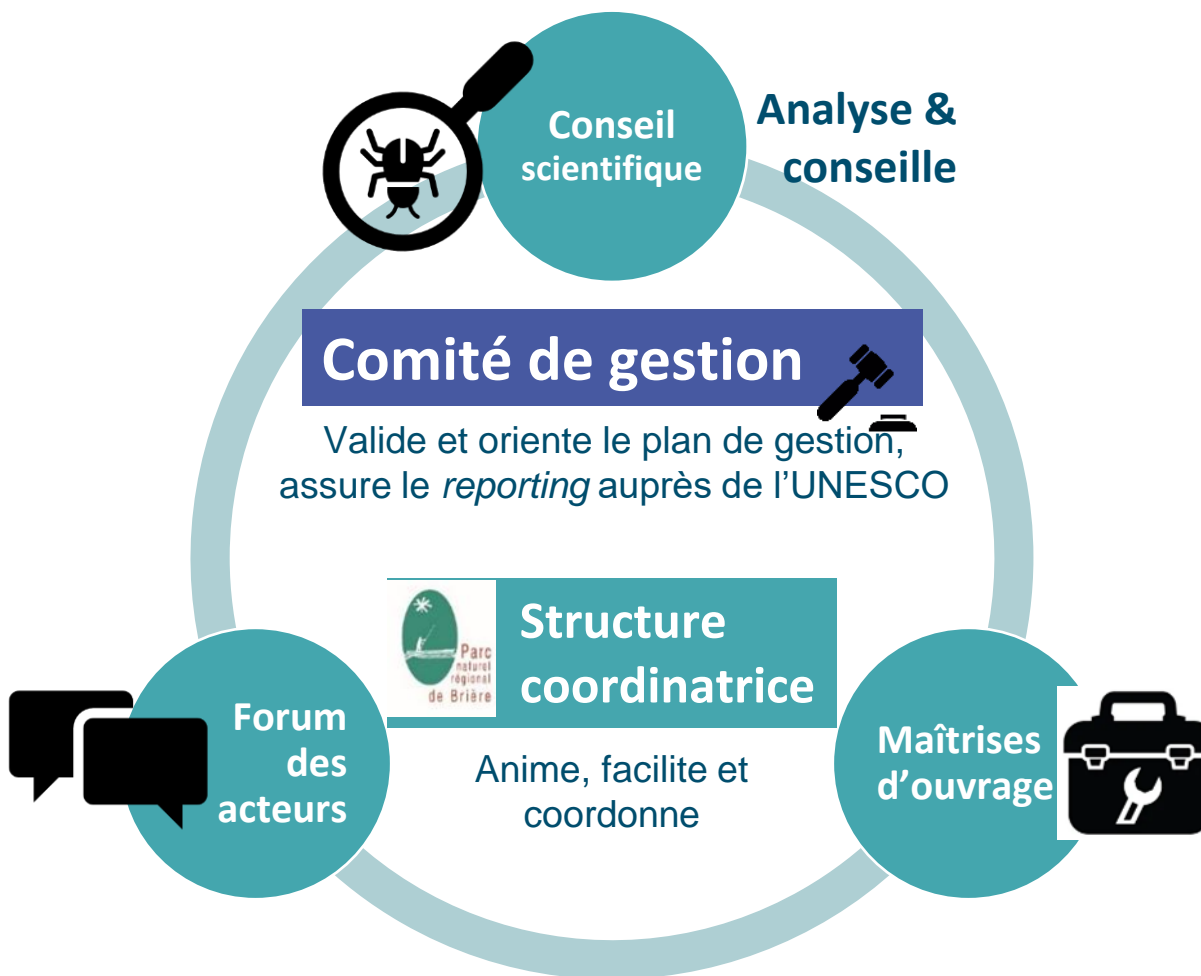 Conseil
scientifique
Analyse &
conseille
Comité de gestion
Valide et oriente le plan de gestion,
assure le reporting auprès de l’UNESCO
Parc
naturel
régional
de Brière
Structure
coordinatrice
Anime, facilite et
coordonne
Forum
des
acteurs
Maîtrises
d’ouvrage